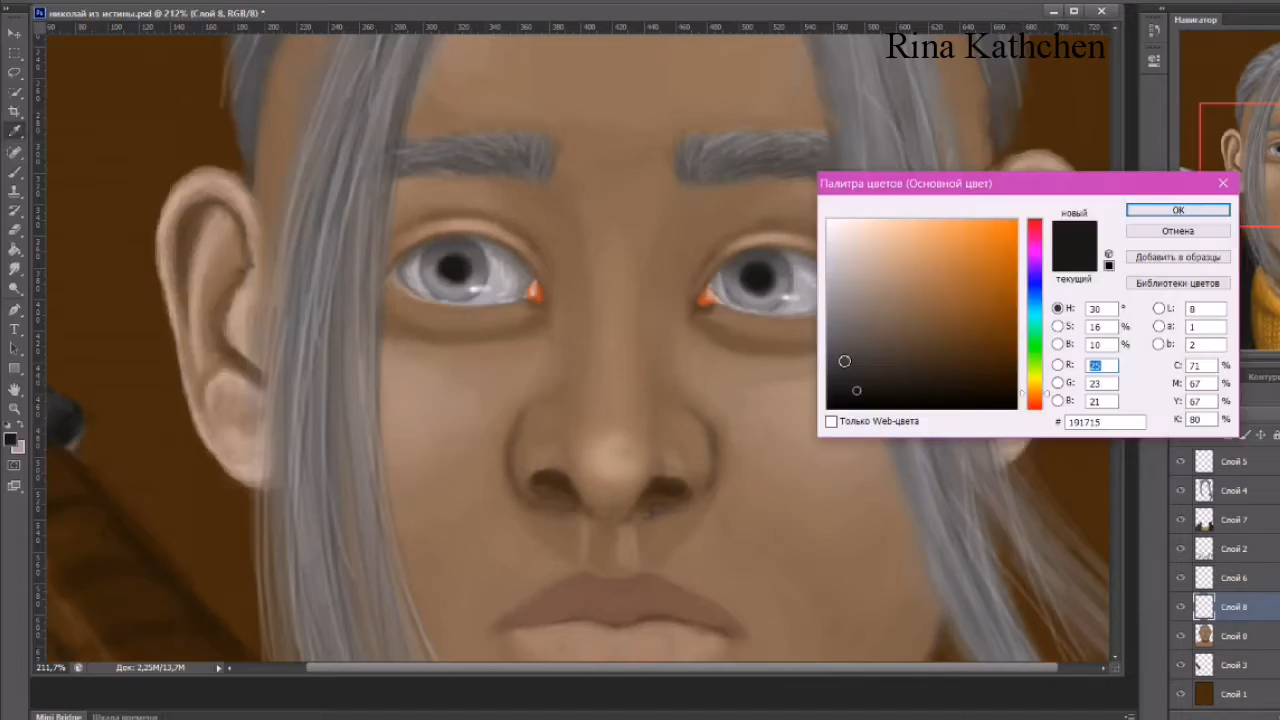 николай из истины.psd @ 212% (Слой 8, RGB/8) *
Навигатор
Rina Kathchen
Палитра цветов (Основной цвет)
новый
OK
Отмена
Добавить в образцы
текущий
Библиотеки цветов
H: 30 °
L: 8
S: 16 %
a: 1
B: 10 %
b: 2
R: 25
C: 71 %
G: 23
M: 67 %
B: 21
Y: 67 %
Только Web-цвета
# 191715
K: 80 %
Слой 5
Слой 4
Слой 7
Слой 2
Слой 6
Слой 8
Слой 0
Слой 3
Слой 1
211,7%
Док: 2,25M/13,7M
Mini Bridge
Шкала времени